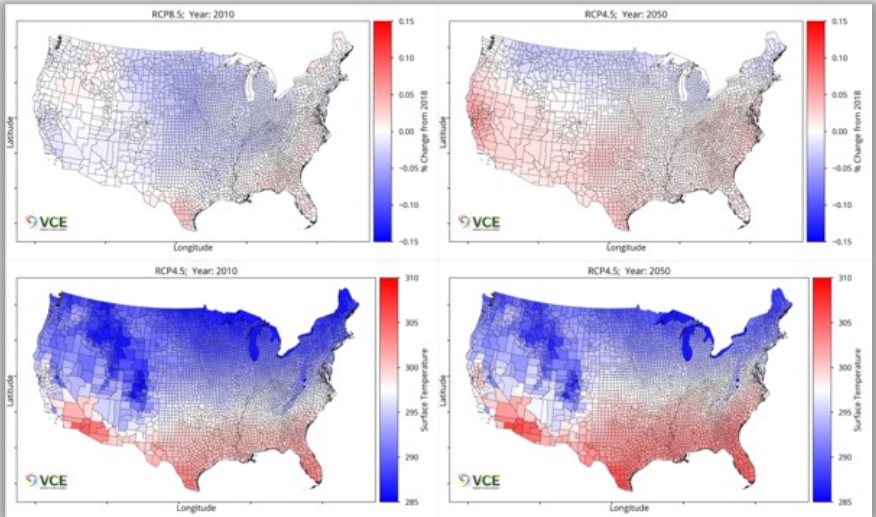 RCP8.5; Year: 2010
0.15
0.10
0.05
0.00
−0.05
−0.10
−0.15
% Change from 2018
Latitude
VCE
Longitude
RCP4.5; Year: 2050
0.15
0.10
0.05
0.00
−0.05
−0.10
−0.15
% Change from 2018
Latitude
VCE
Longitude
RCP4.5; Year: 2010
310
305
300
295
290
285
Surface Temperature
Latitude
VCE
Longitude
RCP4.5; Year: 2050
310
305
300
295
290
285
Surface Temperature
Latitude
VCE
Longitude